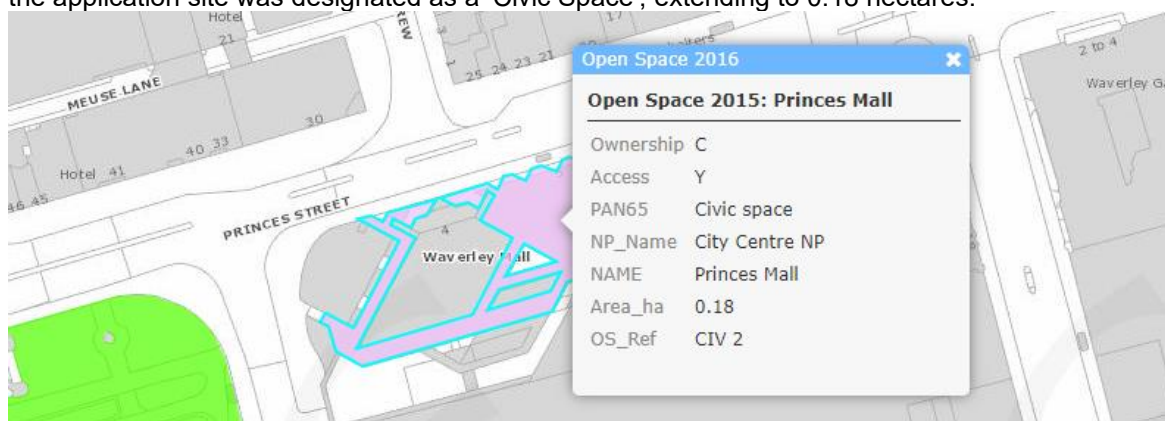 the application site was designated as a 'Civic Space', extending to 0.18 hectares.
Hotel
21
REW
17
MEUSE LANE
25 24 23 21
30
40 33
Hotel 41
46 45
PRINCES STREET
4
Waverley Mall
2 to 4
Waverley Ga
Open Space 2016
Open Space 2015: Princes Mall
Ownership C
Access Y
PAN65 Civic space
NP_Name City Centre NP
NAME Princes Mall
Area_ha 0.18
OS_Ref CIV 2